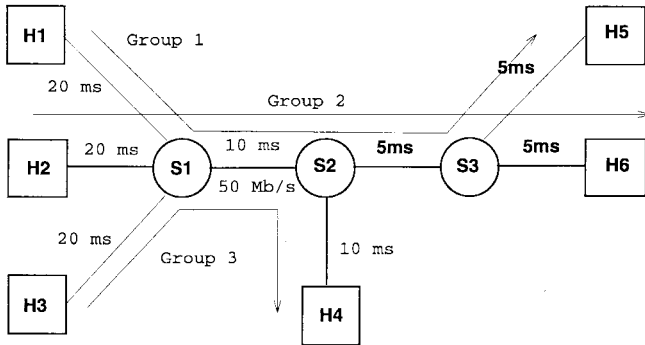 H1
Group 1
H5
20 ms
5ms
Group 2
H2
20 ms
S1
10 ms
S2
5ms
S3
5ms
H6
50 Mb/s
20 ms
Group 3
10 ms
H3
H4